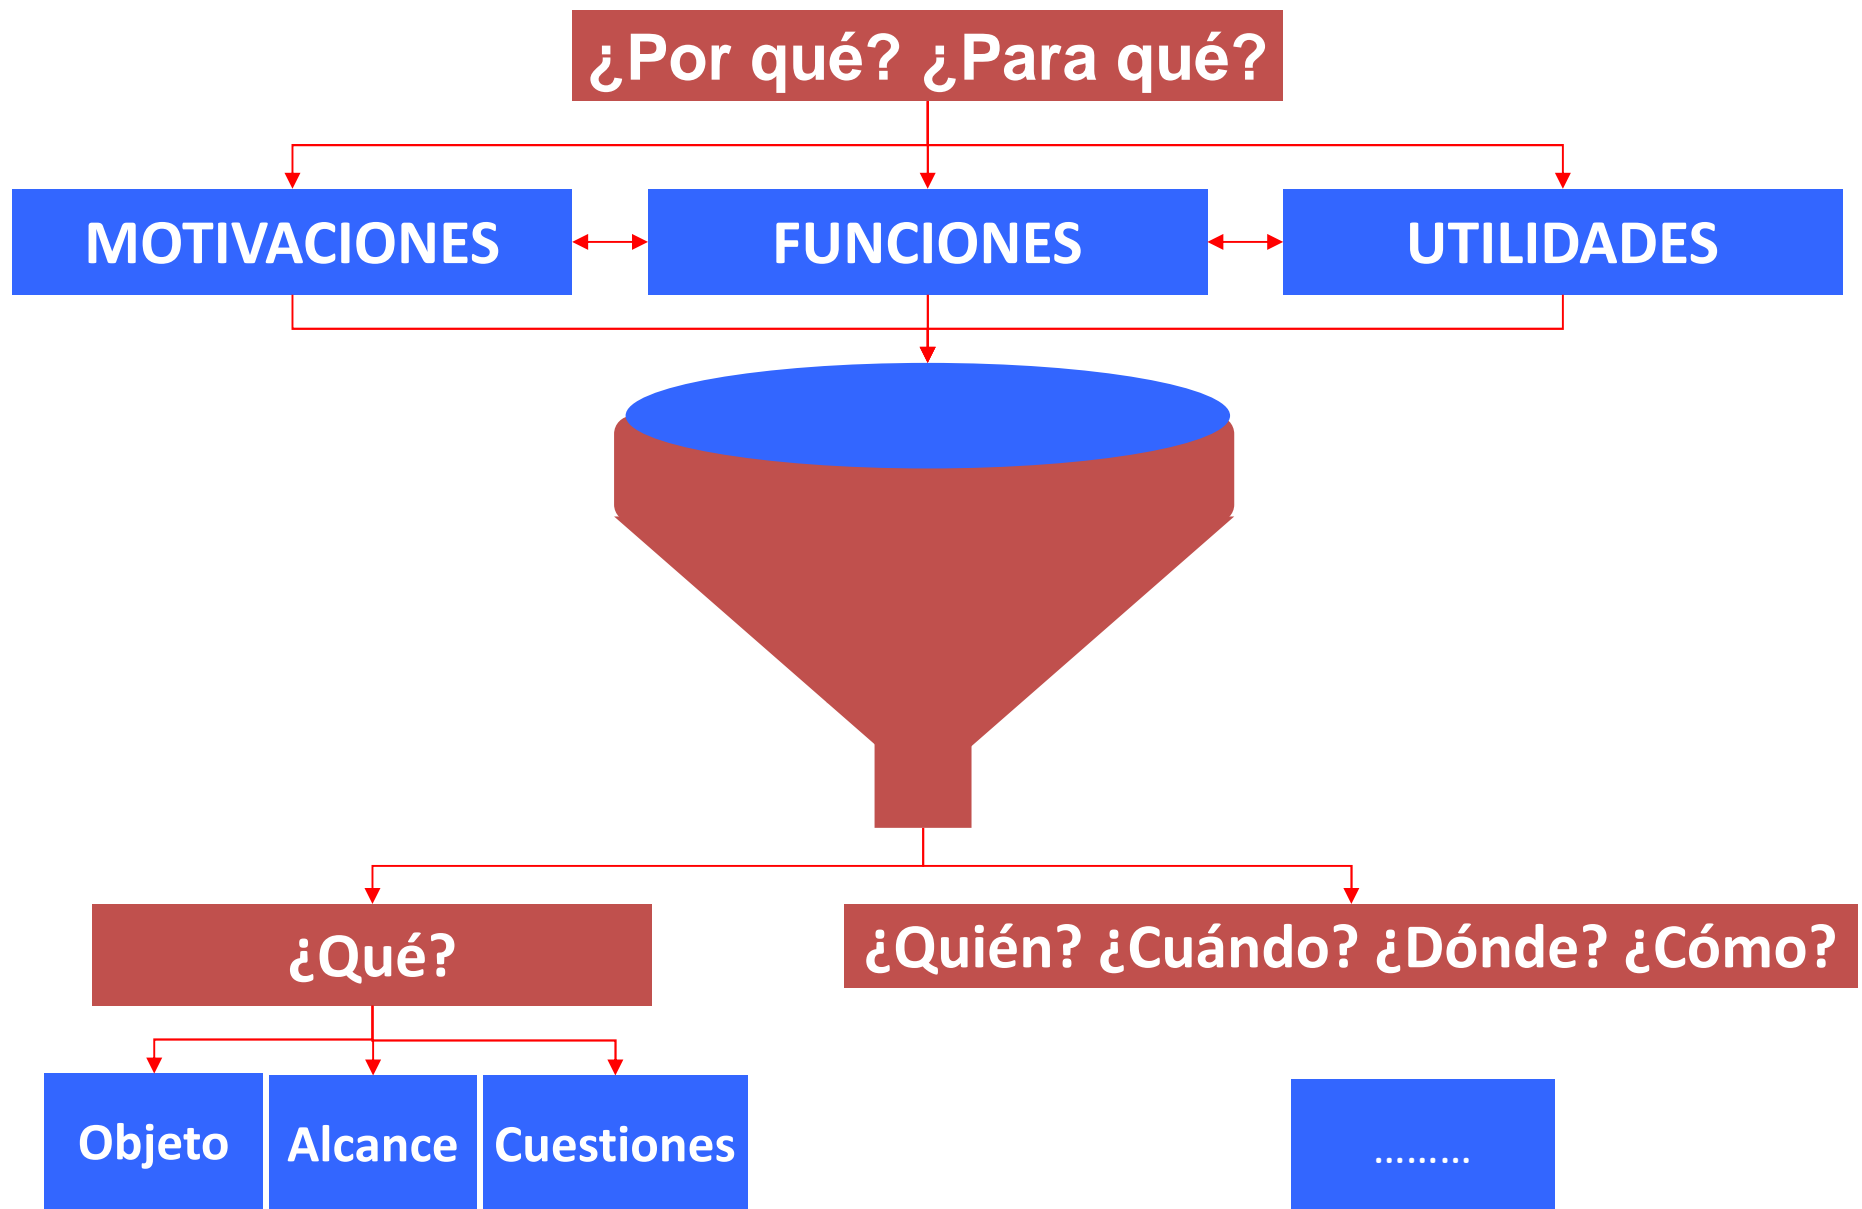 ¿Por qué? ¿Para qué?
MOTIVACIONES
FUNCIONES
UTILIDADES
¿Qué?
¿Quién? ¿Cuándo? ¿Dónde? ¿Cómo?
Objeto
Alcance
Cuestiones
………